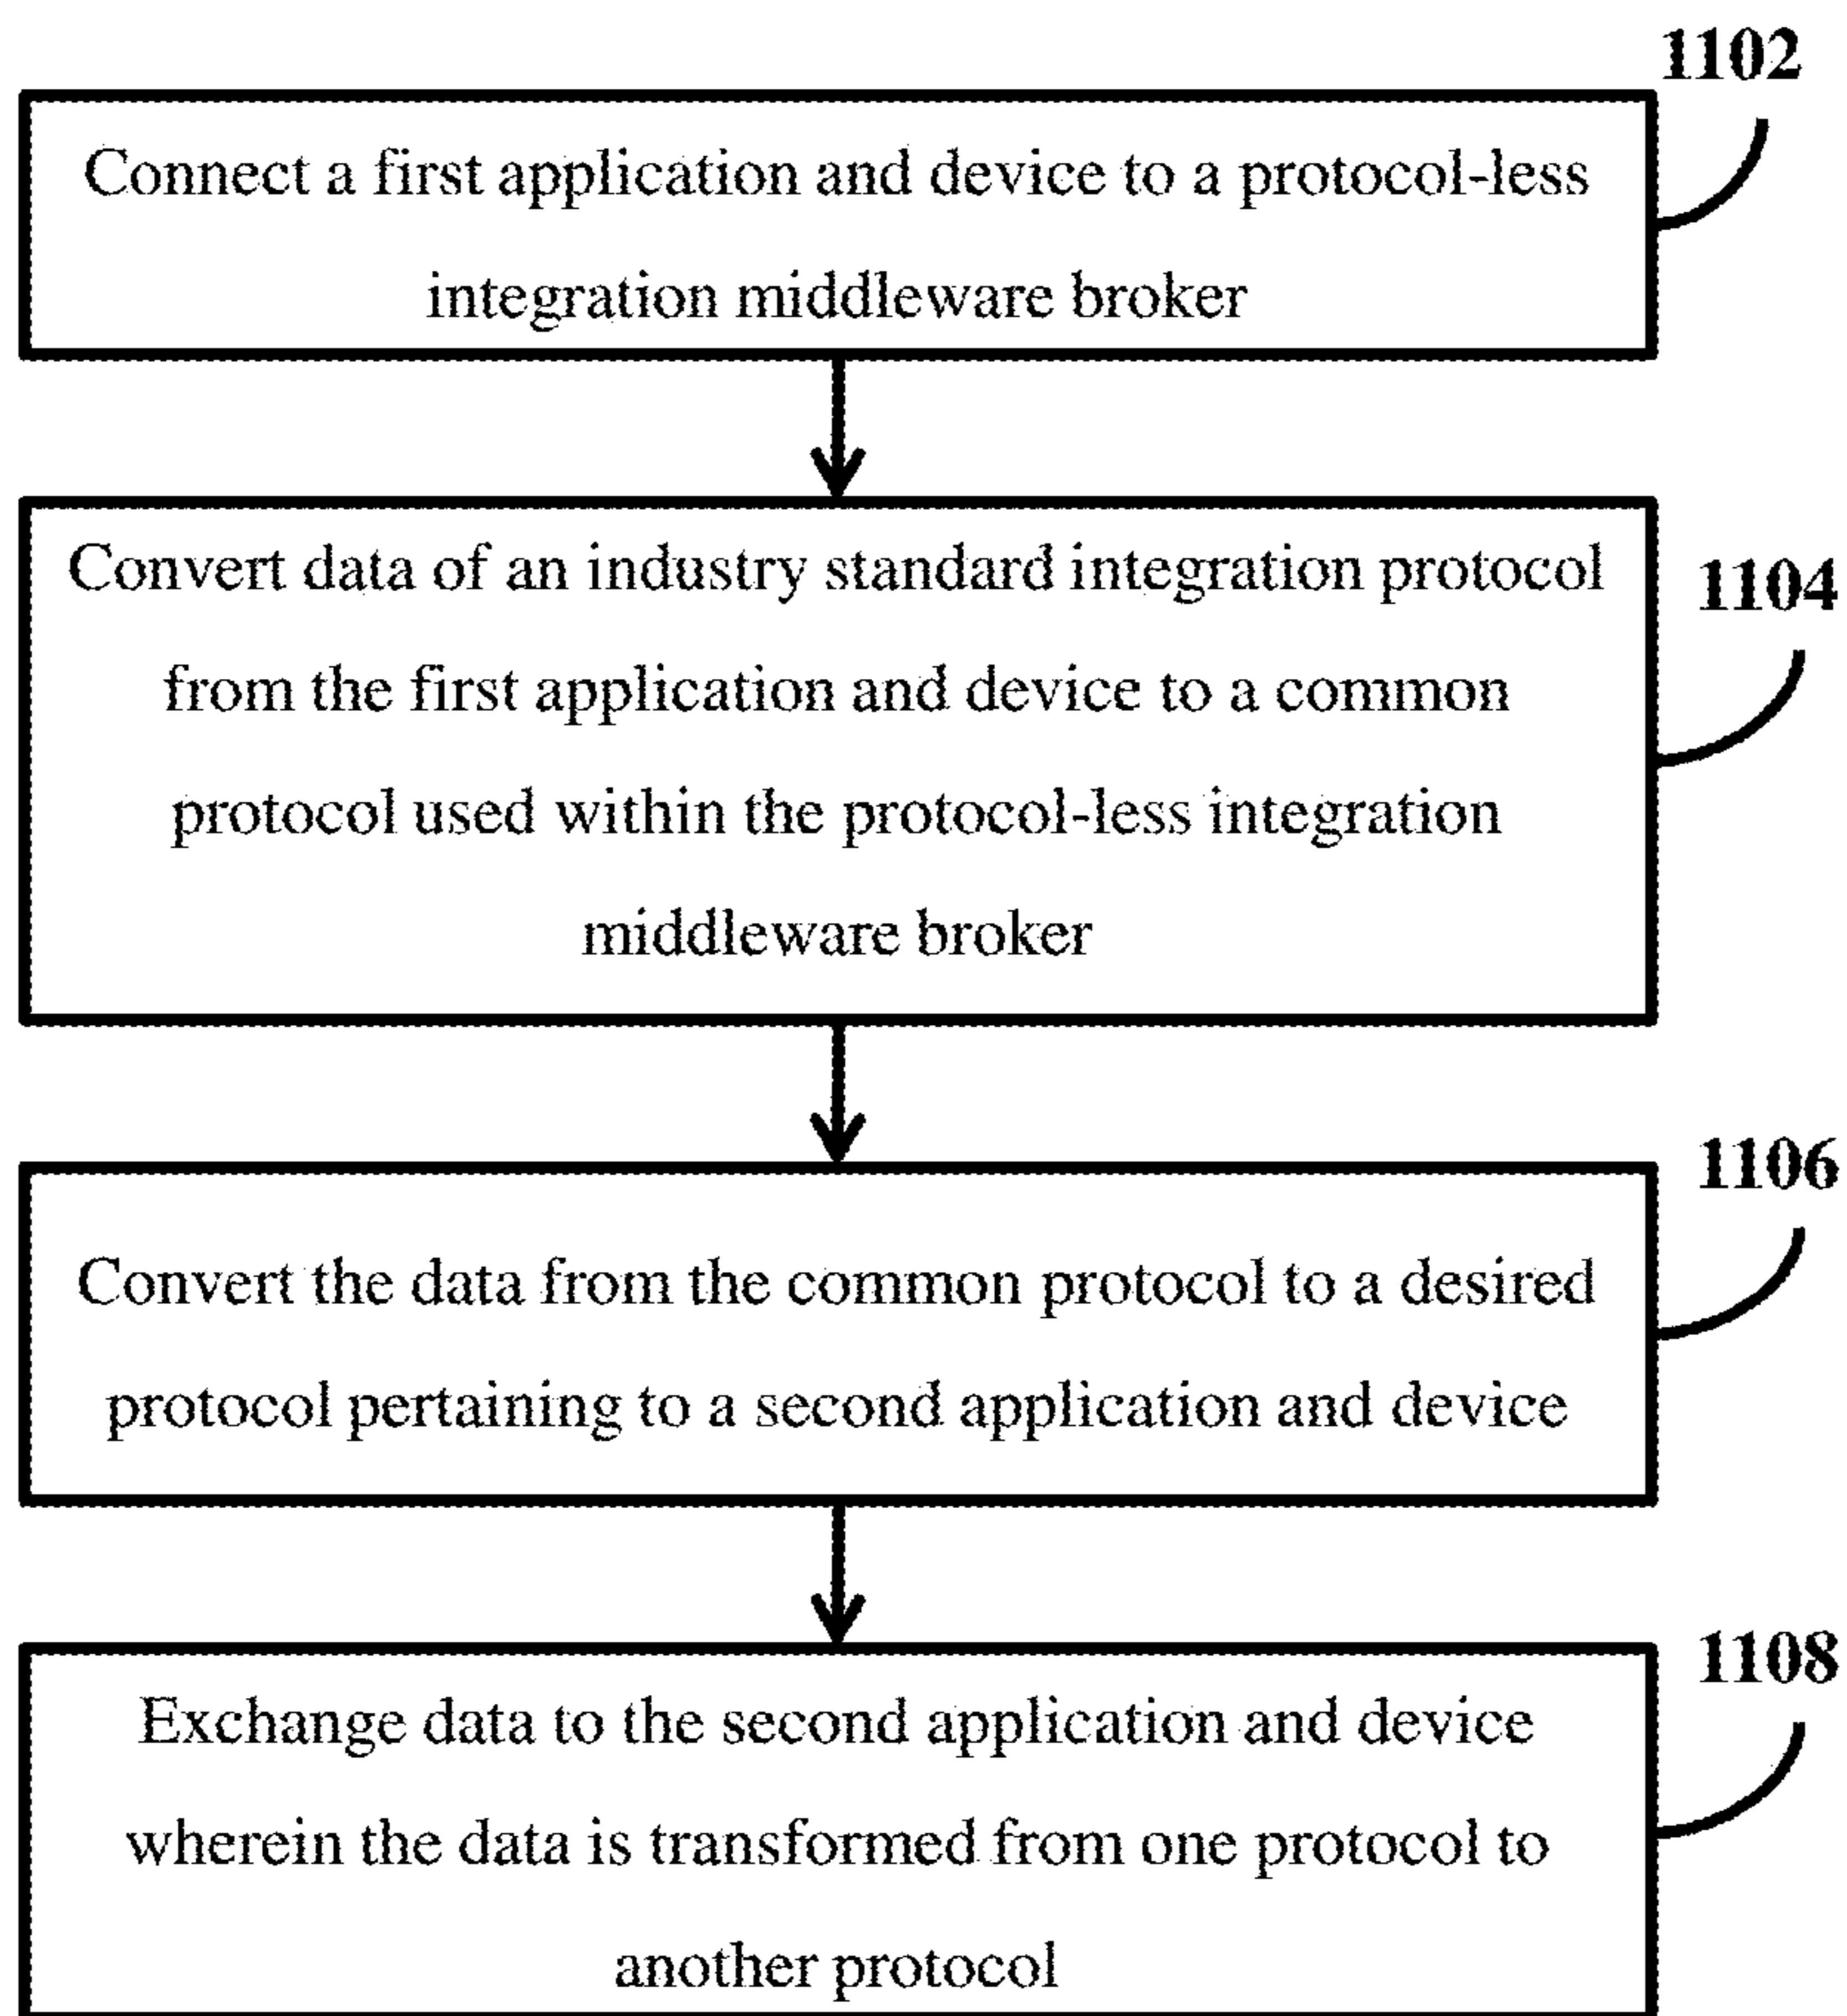 1102
Connect a first application and device to a protocol-less
integration middleware broker
Convert data of an industry standard integration protocol
1104
from the first application and device to a common
protocol used within the protocol-less integration
middleware broker
1106
Convert the data from the common protocol to a desired
protocol pertaining to a second application and device
1108
Exchange data to the second application and device
wherein the data is transformed from one protocol to
another protocol